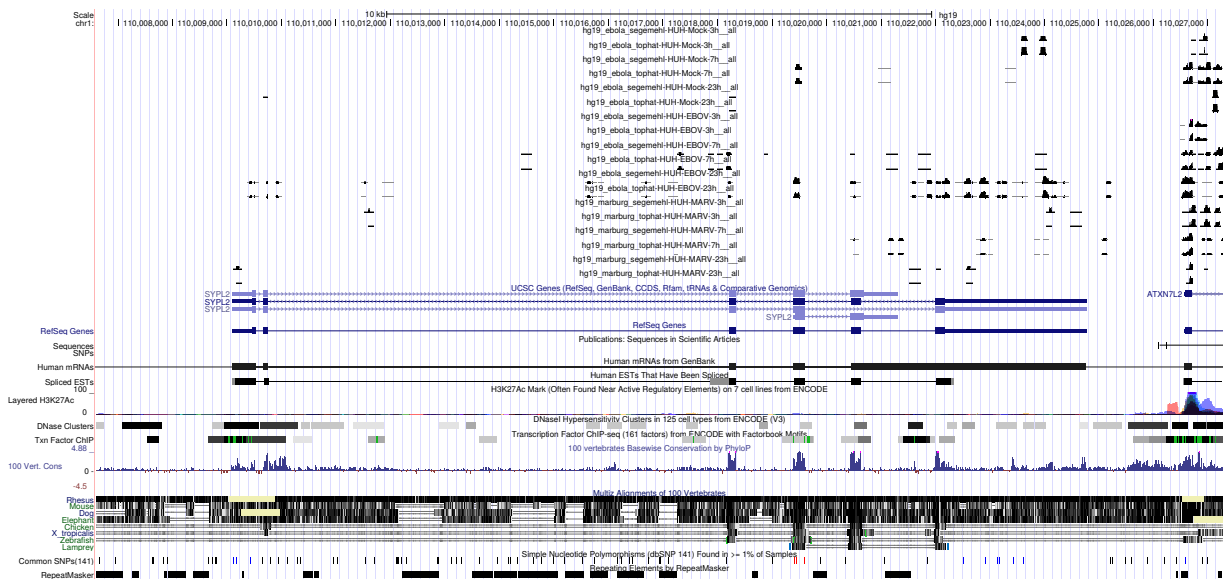 Scale 10 kb hg19
chr1: 110,008,000 110,009,000 110,010,000 110,011,000 110,012,000 110,013,000 110,014,000 110,015,000 110,016,000 110,017,000 110,018,000 110,019,000 110,020,000 110,021,000 110,022,000 110,023,000 110,024,000 110,025,000 110,026,000 110,027,000
hg19_ebola_segemehl-HUH-Mock-3h__all
hg19_ebola_tophat-HUH-Mock-3h__all
hg19_ebola_segemehl-HUH-Mock-7h__all
hg19_ebola_tophat-HUH-Mock-7h__all
hg19_ebola_segemehl-HUH-Mock-23h__all
hg19_ebola_tophat-HUH-Mock-23h__all
hg19_ebola_segemehl-HUH-EBOV-3h__all
hg19_ebola_tophat-HUH-EBOV-3h__all
hg19_ebola_segemehl-HUH-EBOV-7h__all
hg19_ebola_tophat-HUH-EBOV-7h__all
hg19_ebola_segemehl-HUH-EBOV-23h__all
hg19_ebola_tophat-HUH-EBOV-23h__all
hg19_marburg_segemehl-HUH-MARV-3h__all
hg19_marburg_tophat-HUH-MARV-3h__all
hg19_marburg_segemehl-HUH-MARV-7h__all
hg19_marburg_tophat-HUH-MARV-7h__all
hg19_marburg_segemehl-HUH-MARV-23h__all
hg19_marburg_tophat-HUH-MARV-23h__all
UCSC Genes (RefSeq, GenBank, CCDS, Rfam, tRNAs & Comparative Genomics)
SYPL2 ATXN7L2
SYPL2
SYPL2
SYPL2
RefSeq Genes
RefSeq Genes
Publications: Sequences in Scientific Articles
Sequences
SNPs
Human mRNAs from GenBank
Human mRNAs
Human ESTs That Have Been Spliced
Spliced ESTs
H3K27Ac Mark (Often Found Near Active Regulatory Elements) on 7 cell lines from ENCODE
100
Layered H3K27Ac
0
DNaseI Hypersensitivity Clusters in 125 cell types from ENCODE (V3)
DNase Clusters
Transcription Factor ChIP-seq (161 factors) from ENCODE with Factorbook Motifs
Txn Factor ChIP
100 vertebrates Basewise Conservation by PhyloP
4.88
100 Vert. Cons
0
-4.5
Multiz Alignments of 100 Vertebrates
Rhesus
Mouse
Dog
Elephant
Chicken
X_tropicalis
Zebrafish
Lamprey
Simple Nucleotide Polymorphisms (dbSNP 141) Found in >= 1% of Samples
Common SNPs(141)
Repeating Elements by RepeatMasker
RepeatMasker